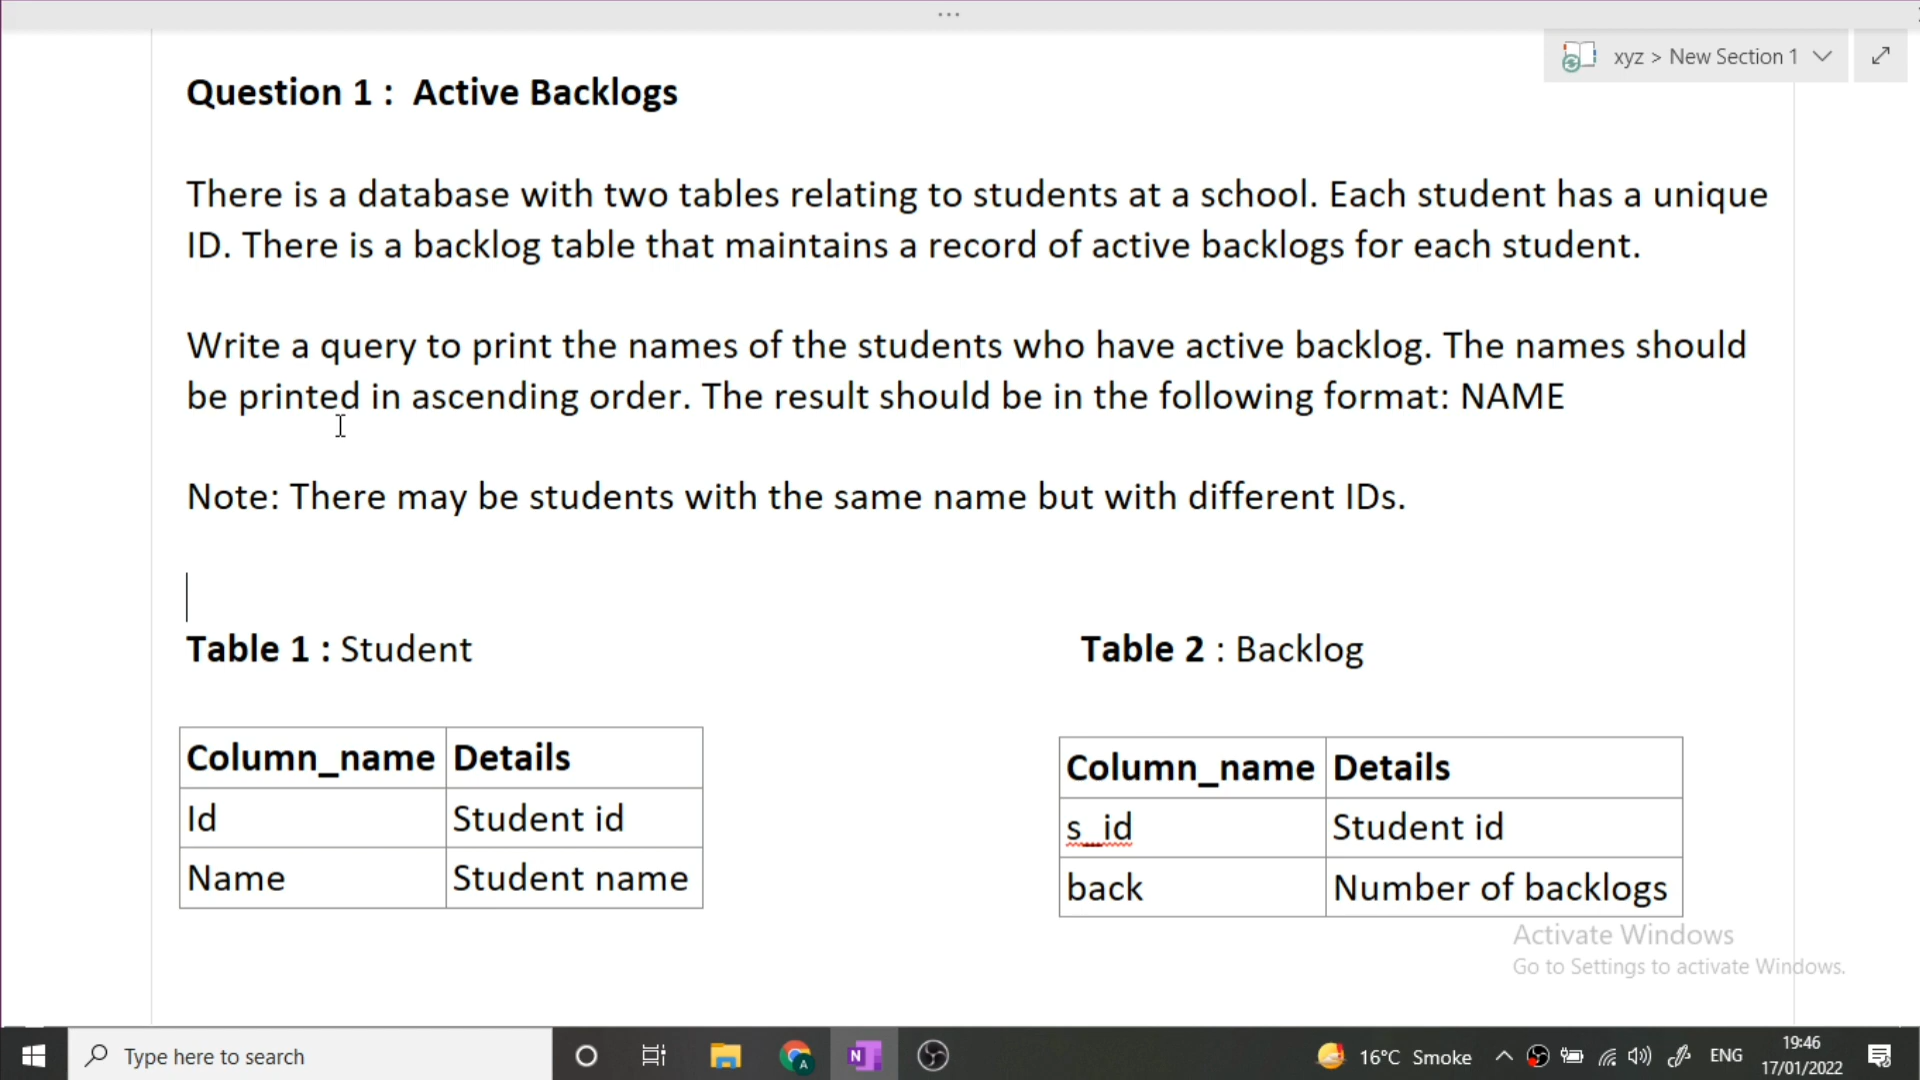 ...
xyz > New Section 1
Question 1 :  Active Backlogs
There is a database with two tables relating to students at a school. Each student has a unique
ID. There is a backlog table that maintains a record of active backlogs for each student.
Write a query to print the names of the students who have active backlog. The names should
be printed in ascending order. The result should be in the following format: NAME
Note: There may be students with the same name but with different IDs.
Table 1 : Student
Table 2 : Backlog
Column_name Details
Id Student id
Name Student name
Column_name Details
s_id Student id
back Number of backlogs
Activate Windows
Go to Settings to activate Windows.
Type here to search
A
N
16°C Smoke
ENG
19:46
17/01/2022